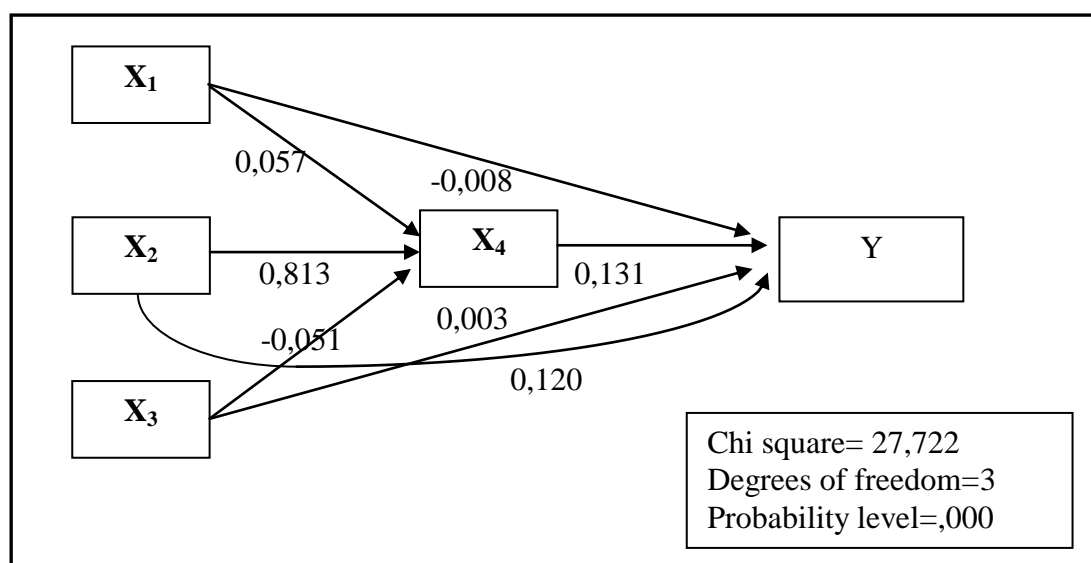 X₁
0,057
-0,008
X₂
X₄
Y
0,813
0,131
0,003
-0,051
0,120
X₃
Chi square= 27,722
Degrees of freedom=3
Probability level=,000